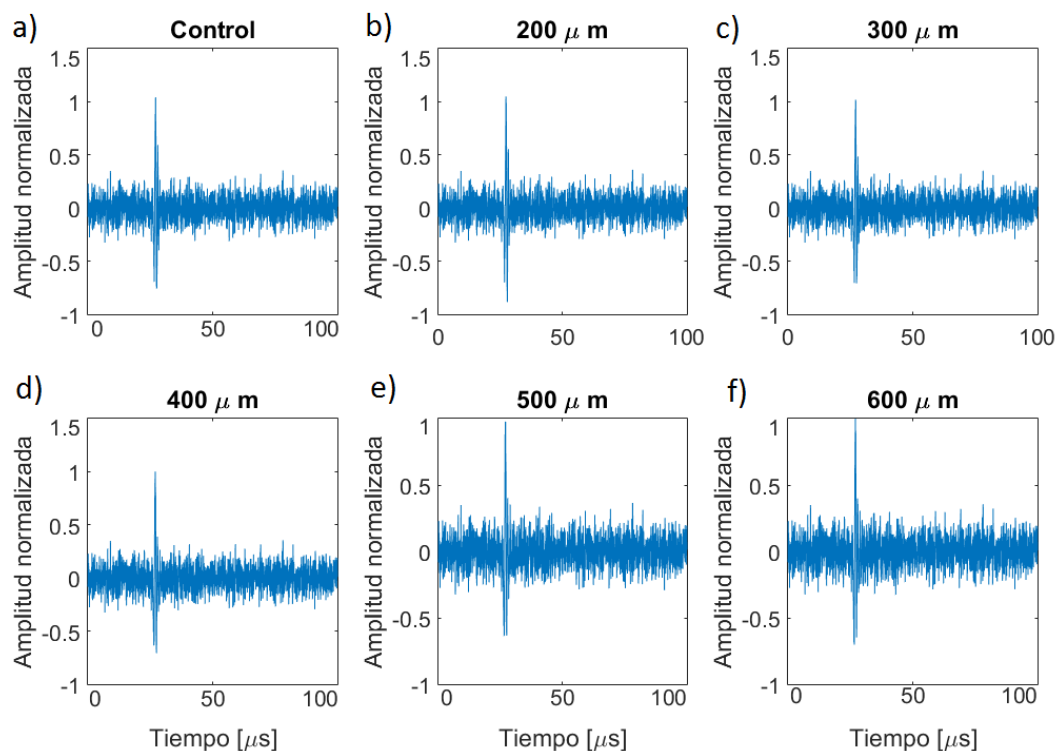 a)
Control
Amplitud normalizada
1.5
1
0.5
0
-0.5
-1
0 50 100
b)
200 μ m
Amplitud normalizada
1.5
1
0.5
0
-0.5
-1
0 50 100
c)
300 μ m
Amplitud normalizada
1.5
1
0.5
0
-0.5
-1
0 50 100
d)
400 μ m
Amplitud normalizada
1.5
1
0.5
0
-0.5
-1
0 50 100
Tiempo [μs]
e)
500 μ m
Amplitud normalizada
1
0.5
0
-0.5
-1
0 50 100
Tiempo [μs]
f)
600 μ m
Amplitud normalizada
1
0.5
0
-0.5
-1
0 50 100
Tiempo [μs]